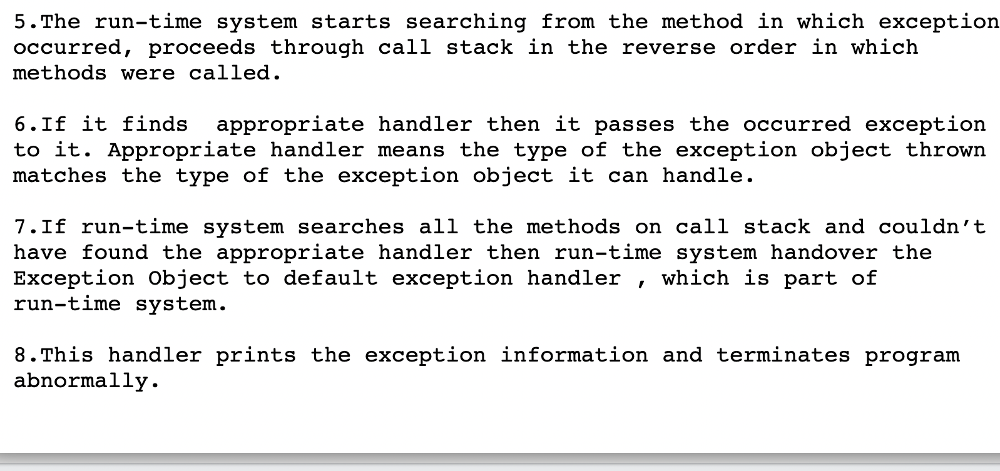 5.The run-time system starts searching from the method in which exception
occurred, proceeds through call stack in the reverse order in which
methods were called.
6.If it finds  appropriate handler then it passes the occurred exception
to it. Appropriate handler means the type of the exception object thrown
matches the type of the exception object it can handle.
7.If run-time system searches all the methods on call stack and couldn’t
have found the appropriate handler then run-time system handover the
Exception Object to default exception handler , which is part of
run-time system.
8.This handler prints the exception information and terminates program
abnormally.